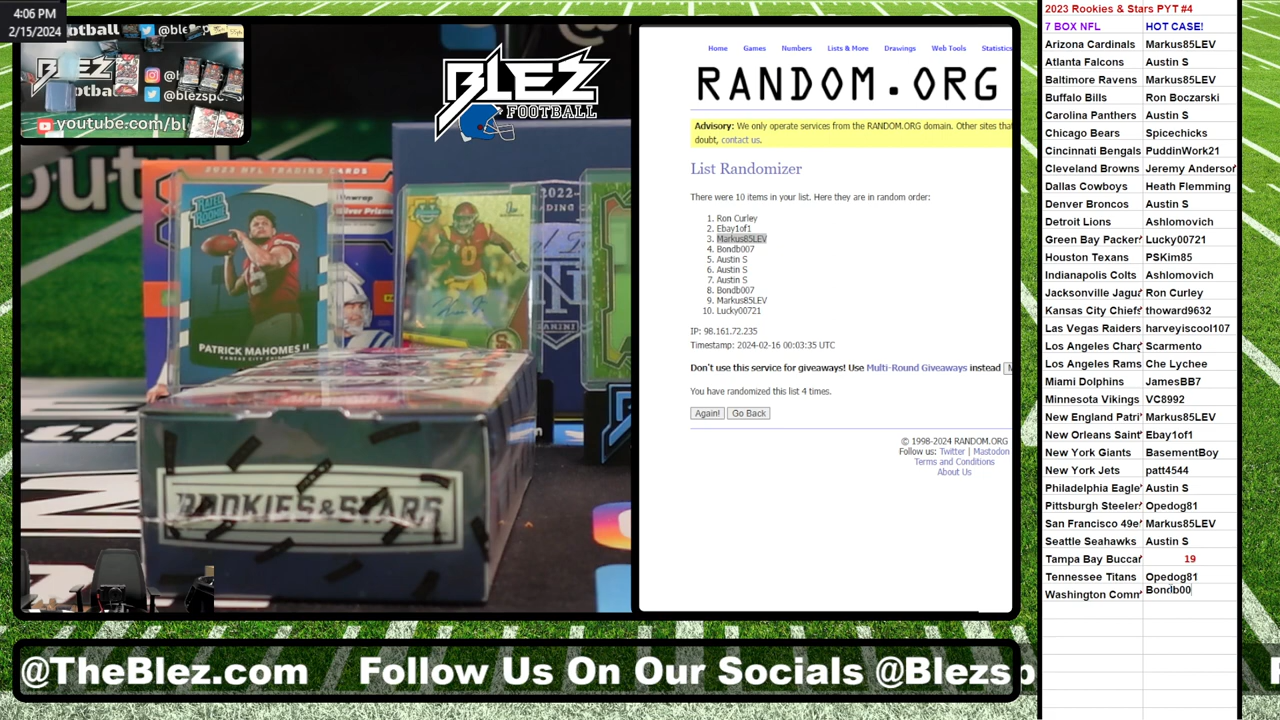 4:06 PM
2/15/2024
youtube.com/bl
BLEZ
FOOTBALL
2023 NFL TRADING CARDS
PATRICK MAHOMES II
KANSAS CITY CHIEFS
PANINI
ROOKIES & STARS
Home Games Numbers Lists & More Drawings Web Tools Statistics
RANDOM.ORG
Advisory: We only operate services from the RANDOM.ORG domain. Other sites that
doubt, contact us.
List Randomizer
There were 10 items in your list. Here they are in random order:
1. Ron Curley
2. Ebay1of1
3. Markus85LEV
4. Bondb007
5. Austin S
6. Austin S
7. Austin S
8. Bondb007
9. Markus85LEV
10. Lucky00721
IP: 98.161.72.235
Timestamp: 2024-02-16 00:03:35 UTC
Don't use this service for giveaways! Use Multi-Round Giveaways instead
You have randomized this list 4 times.
Again! Go Back
© 1998-2024 RANDOM.ORG
Follow us: Twitter | Mastodon
Terms and Conditions
About Us
2023 Rookies & Stars PYT #4
7 BOX NFL HOT CASE!
Arizona Cardinals Markus85LEV
Atlanta Falcons Austin S
Baltimore Ravens Markus85LEV
Buffalo Bills Ron Boczarski
Carolina Panthers Austin S
Chicago Bears Spicechicks
Cincinnati Bengals PuddinWork21
Cleveland Browns Jeremy Anderson
Dallas Cowboys Heath Flemming
Denver Broncos Austin S
Detroit Lions Ashlomovich
Green Bay Packer Lucky00721
Houston Texans PSKim85
Indianapolis Colts Ashlomovich
Jacksonville Jagua Ron Curley
Kansas City Chiefs thoward9632
Las Vegas Raiders harveyiscool107
Los Angeles Charg Scarmento
Los Angeles Rams Che Lychee
Miami Dolphins JamesBB7
Minnesota Vikings VC8992
New England Patri Markus85LEV
New Orleans Saint Ebay1of1
New York Giants BasementBoy
New York Jets patt4544
Philadelphia Eagle Austin S
Pittsburgh Steeler Opedog81
San Francisco 49e Markus85LEV
Seattle Seahawks Austin S
Tampa Bay Buccar 19
Tennessee Titans Opedog81
Washington Comm Bondb00
@TheBlez.com Follow Us On Our Socials @Blezsp